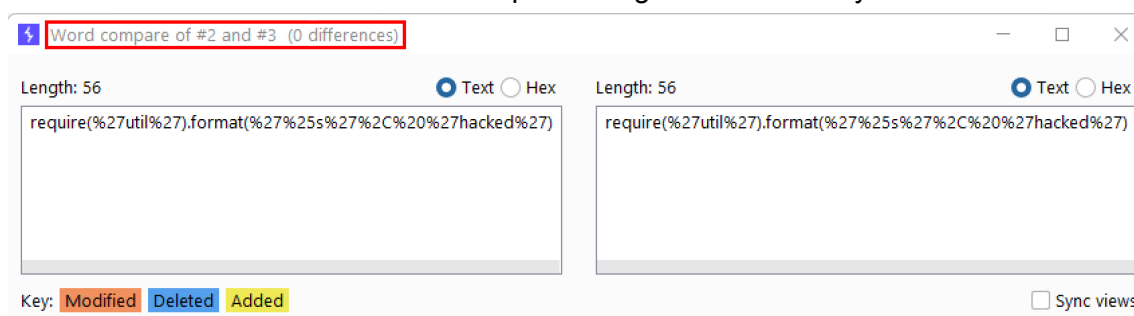 Word compare of #2 and #3 (0 differences)
Length: 56 Text Hex Length: 56 Text Hex
require(%27util%27).format(%27%25s%27%2C%20%27hacked%27) require(%27util%27).format(%27%25s%27%2C%20%27hacked%27)
Key: Modified Deleted Added Sync views